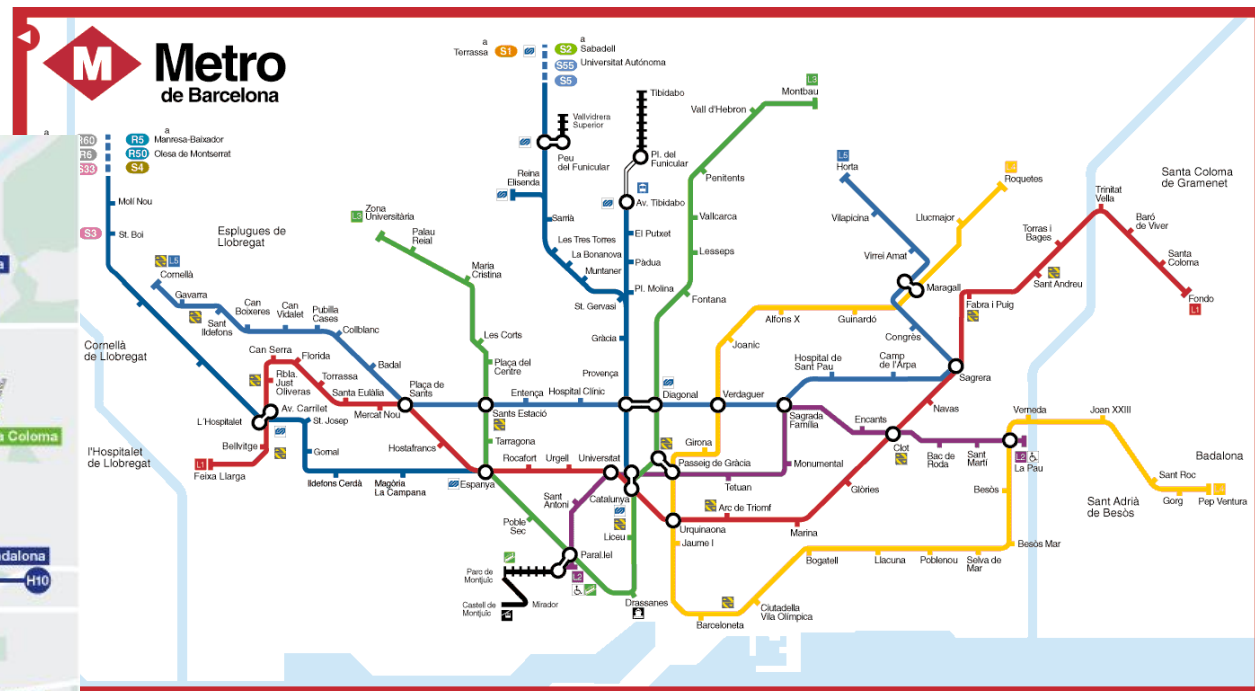 M
Metro
de Barcelona
a
Terrassa
S1
S2
a
Sabadell
S55
Universitat Autónoma
S5
a
R60
R6
S33
a
R5
Manresa-Baixador
R50
Olesa de Montserrat
S4
Molí Nou
S3
St. Boi
Esplugues de
Llobregat
L3
Zona
Universitària
Palau
Reial
Maria
Cristina
Les Corts
Plaça del
Centre
Vallvidrera
Superior
Peu
del Funicular
Reina
Elisenda
Sarrià
Les Tres Torres
La Bonanova
Muntaner
St. Gervasi
Tibidabo
Pl. del
Funicular
Av. Tibidabo
El Putxet
Pàdua
Pl. Molina
Gràcia
Provença
L3
Montbau
Vall d'Hebron
Penitents
Vallcarca
Lesseps
Fontana
L5
Horta
Vilapicina
Virrei Amat
L4
Roquetes
Llucmajor
Maragall
Congrès
Santa Coloma
de Gramenet
Trinitat
Vella
Torras i
Bages
Sant Andreu
Fabra i Puig
Baró
de Viver
Santa
Coloma
Fondo
L1
L5
Cornellà
Gavarra
Sant
Ildefons
Can
Boixeres
Can
Vidalet
Pubilla
Cases
Collblanc
Badal
Plaça de
Sants
Cornellà
de Llobregat
Can Serra
Florida
Rbla.
Just
Oliveras
Torrassa
Santa Eulàlia
Mercat Nou
Av. Carrilet
L'Hospitalet
St. Josep
Bellvitge
Gornal
l'Hospitalet
de Llobregat
L1
Feixa Llarga
Hostafrancs
Ildefons Cerdà
Magòria
La Campana
Espanya
Entença
Hospital Clínic
Sants Estació
Tarragona
Rocafort
Urgell
Universitat
Diagonal
Alfons X
Guinardó
Joanic
Verdaguer
Hospital de
Sant Pau
Camp
de l'Arpa
Sagrera
Sagrada
Família
Encants
Navas
Clot
Bac de
Roda
Sant
Martí
L2
La Pau
Verneda
Joan XXIII
Badalona
Sant Roc
Gorg
L4
Pep Ventura
Sant Adrià
de Besòs
Besòs
Besòs Mar
Girona
Passeig de Gràcia
Tetuan
Monumental
Glòries
Catalunya
Arc de Triomf
Marina
Urquinaona
Jaume I
Sant
Antoni
Poble
Sec
Liceu
Paral.lel
L2
Parc de
Montjuïc
Castell de
Montjuïc
Mirador
Drassanes
Barceloneta
Ciutadella
Vila Olímpica
Bogatell
Llacuna
Poblenou
Selva de
Mar
a Coloma
dalona
H10